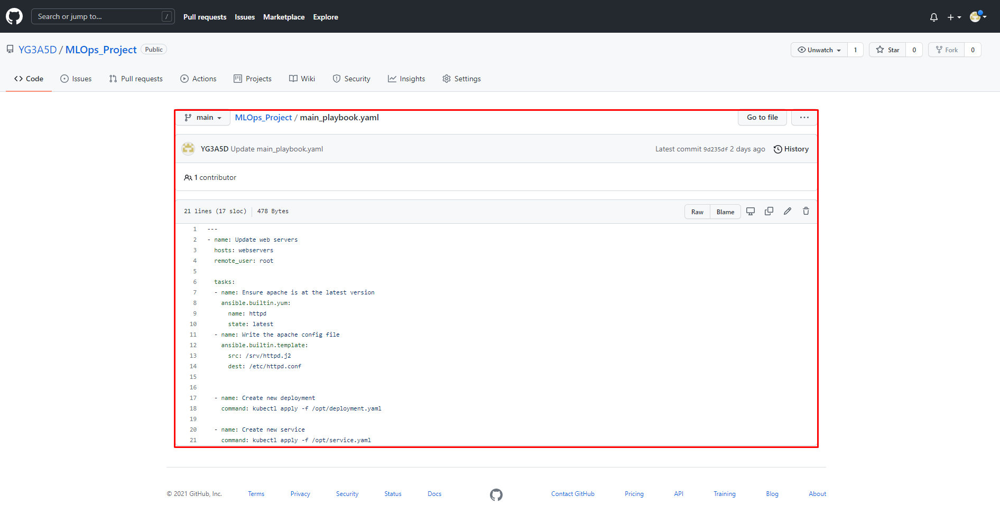 Search or jump to... /
Pull requests Issues Marketplace Explore
YG3A5D / MLOps_Project Public
Unwatch 1 Star 0 Fork 0
Code Issues Pull requests Actions Projects Wiki Security Insights Settings
main MLOps_Project / main_playbook.yaml Go to file ...
YG3A5D Update main_playbook.yaml Latest commit 9d235df 2 days ago History
1 contributor
21 lines (17 sloc) 478 Bytes Raw Blame
1 ---
2 - name: Update web servers
3   hosts: webservers
4   remote_user: root
5
6   tasks:
7   - name: Ensure apache is at the latest version
8     ansible.builtin.yum:
9       name: httpd
10       state: latest
11   - name: Write the apache config file
12     ansible.builtin.template:
13       src: /srv/httpd.j2
14       dest: /etc/httpd.conf
15
16
17   - name: Create new deployment
18     command: kubectl apply -f /opt/deployment.yaml
19
20   - name: Create new service
21     command: kubectl apply -f /opt/service.yaml
© 2021 GitHub, Inc. Terms Privacy Security Status Docs Contact GitHub Pricing API Training Blog About